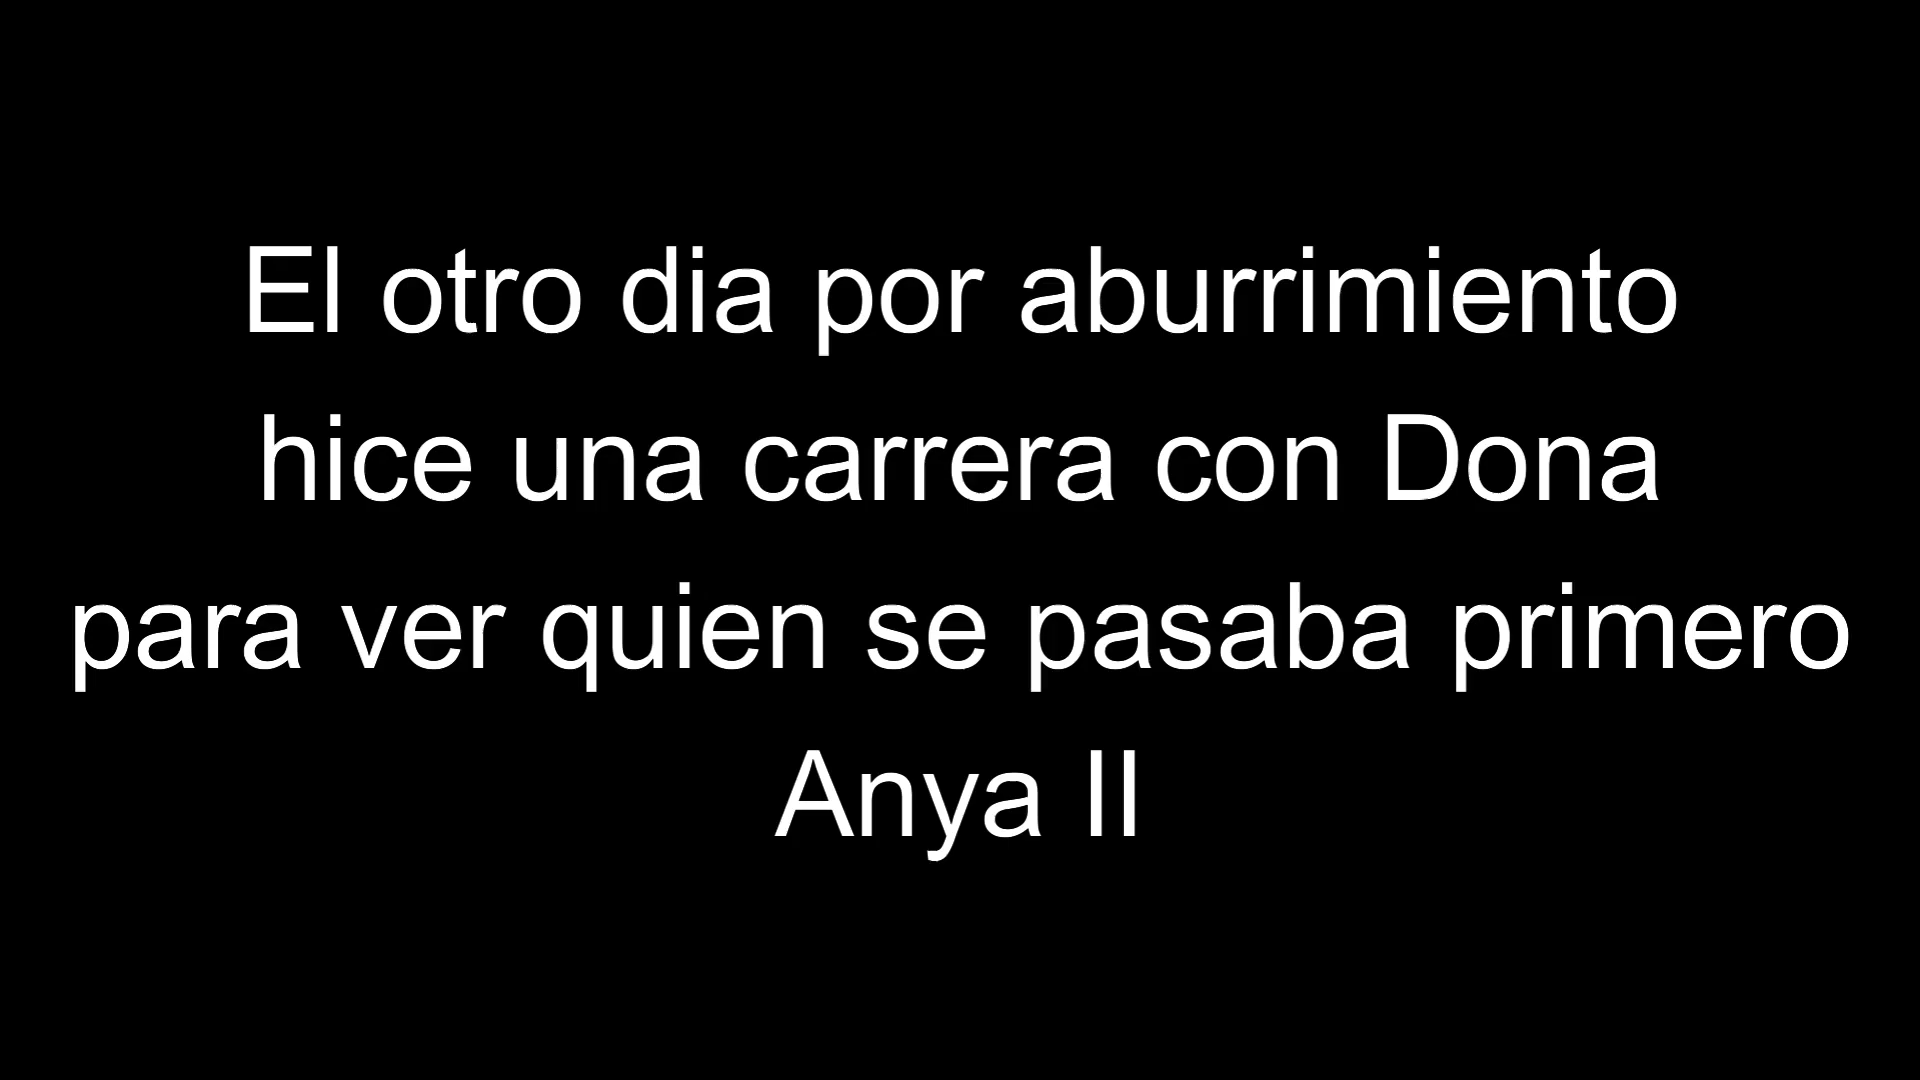 El otro dia por aburrimiento
hice una carrera con Dona
para ver quien se pasaba primero
Anya II